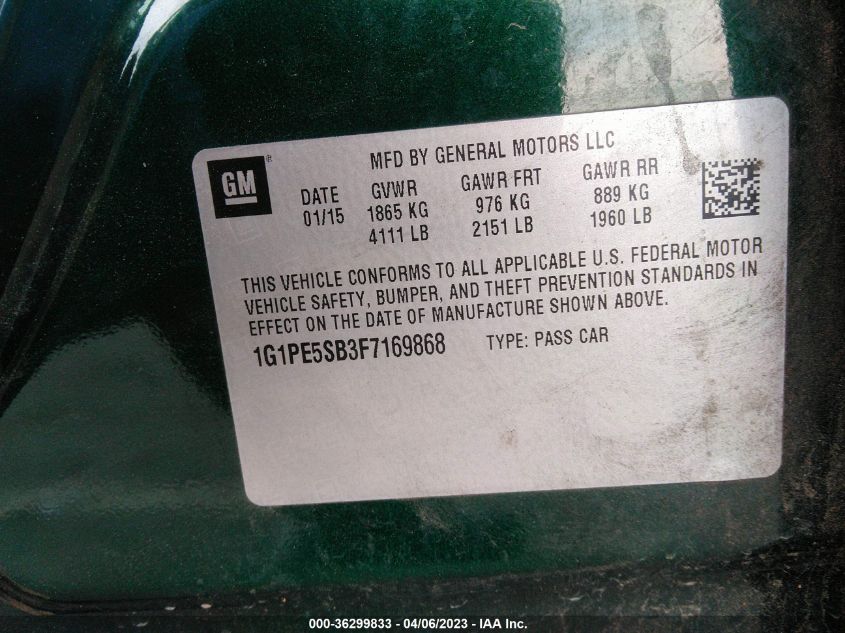 MFD BY GENERAL MOTORS LLC
GM®
DATE GVWR GAWR FRT GAWR RR
01/15 1865 KG 976 KG 889 KG
4111 LB 2151 LB 1960 LB
THIS VEHICLE CONFORMS TO ALL APPLICABLE U.S. FEDERAL MOTOR
VEHICLE SAFETY, BUMPER, AND THEFT PREVENTION STANDARDS IN
EFFECT ON THE DATE OF MANUFACTURE SHOWN ABOVE.
1G1PE5SB3F7169868 TYPE: PASS CAR
000-36299833 - 04/06/2023 - IAA Inc.